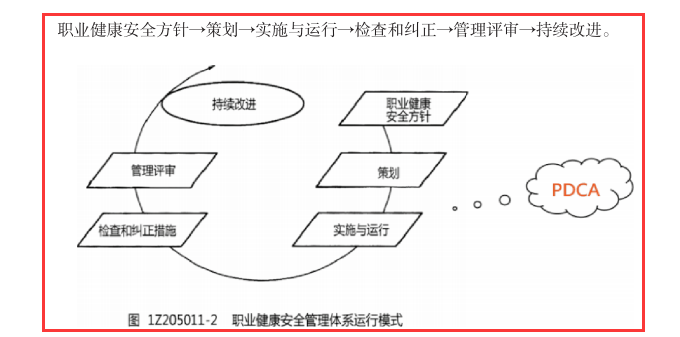 职业健康安全方针→策划→实施与运行→检查和纠正→管理评审→持续改进。
持续改进
职业健康
安全方针
管理评审
策划
PDCA
检查和纠正措施
实施与运行
图 1Z205011-2 职业健康安全管理体系运行模式